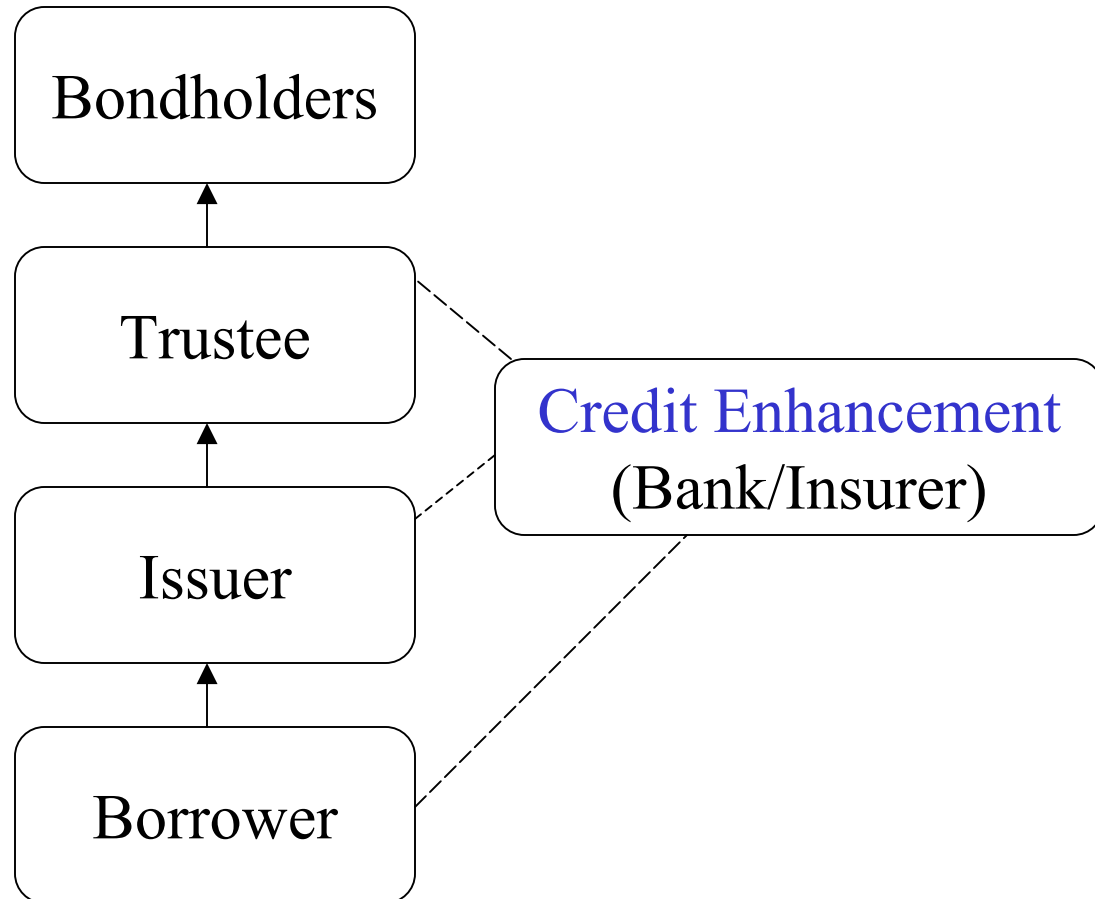 Bondholders
Trustee
Credit Enhancement
(Bank/Insurer)
Issuer
Borrower